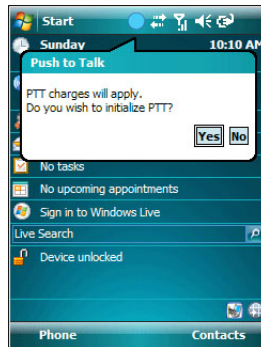 Start
Sunday
10:10 AM
Push to Talk
PTT charges will apply.
Do you wish to initialize PTT?
Yes No
No tasks
No upcoming appointments
Sign in to Windows Live
Live Search
Device unlocked
Phone
Contacts